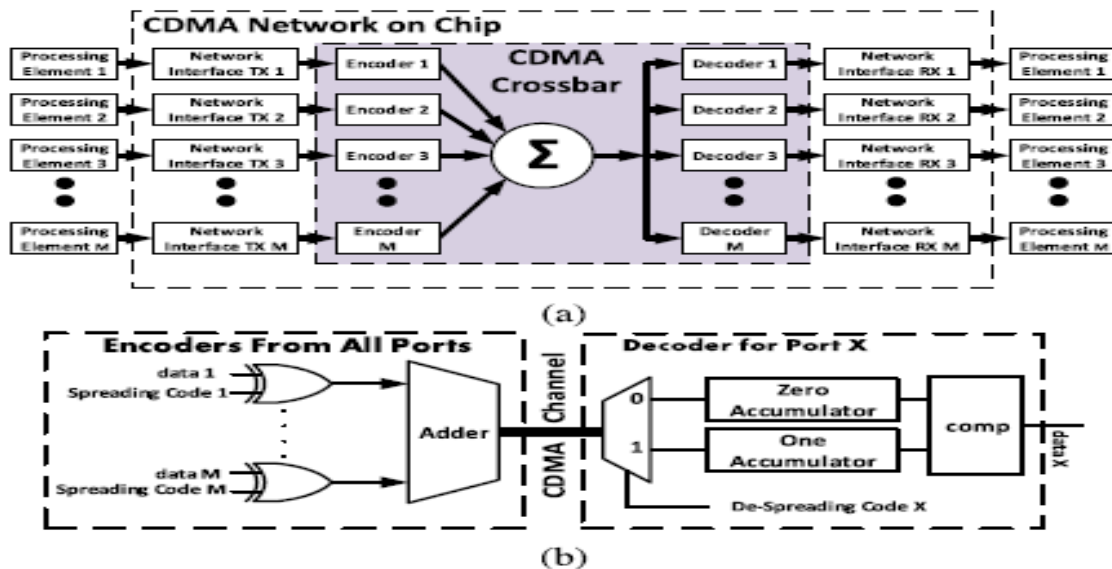 CDMA Network on Chip
CDMA
Crossbar
Processing
Element 1
Network
Interface TX 1
Encoder 1
Decoder 1
Network
Interface RX 1
Processing
Element 1
Processing
Element 2
Network
Interface TX 2
Encoder 2
Decoder 2
Network
Interface RX 2
Processing
Element 2
Processing
Element 3
Network
Interface TX 3
Encoder 3
Σ
Decoder 3
Network
Interface RX 3
Processing
Element 3
Processing
Element M
Network
Interface TX M
Encoder
M
Decoder
M
Network
Interface RX M
Processing
Element M
(a)
Encoders From All Ports
data 1
Spreading Code 1
data M
Spreading Code M
Adder
CDMA Channel
Decoder for Port X
0
1
Zero
Accumulator
One
Accumulator
comp
data X
De-Spreading Code X
(b)